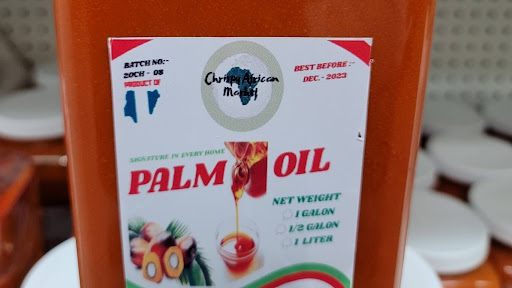 BATCH NO:-
20CH - 08
PRODUCT OF
Chrispy African
Market
BEST BEFORE :-
DEC. - 2023
SIGNATURE IN EVERY HOME
PALM OIL
NET WEIGHT
1 GALON
1/2 GALON
1 LITER